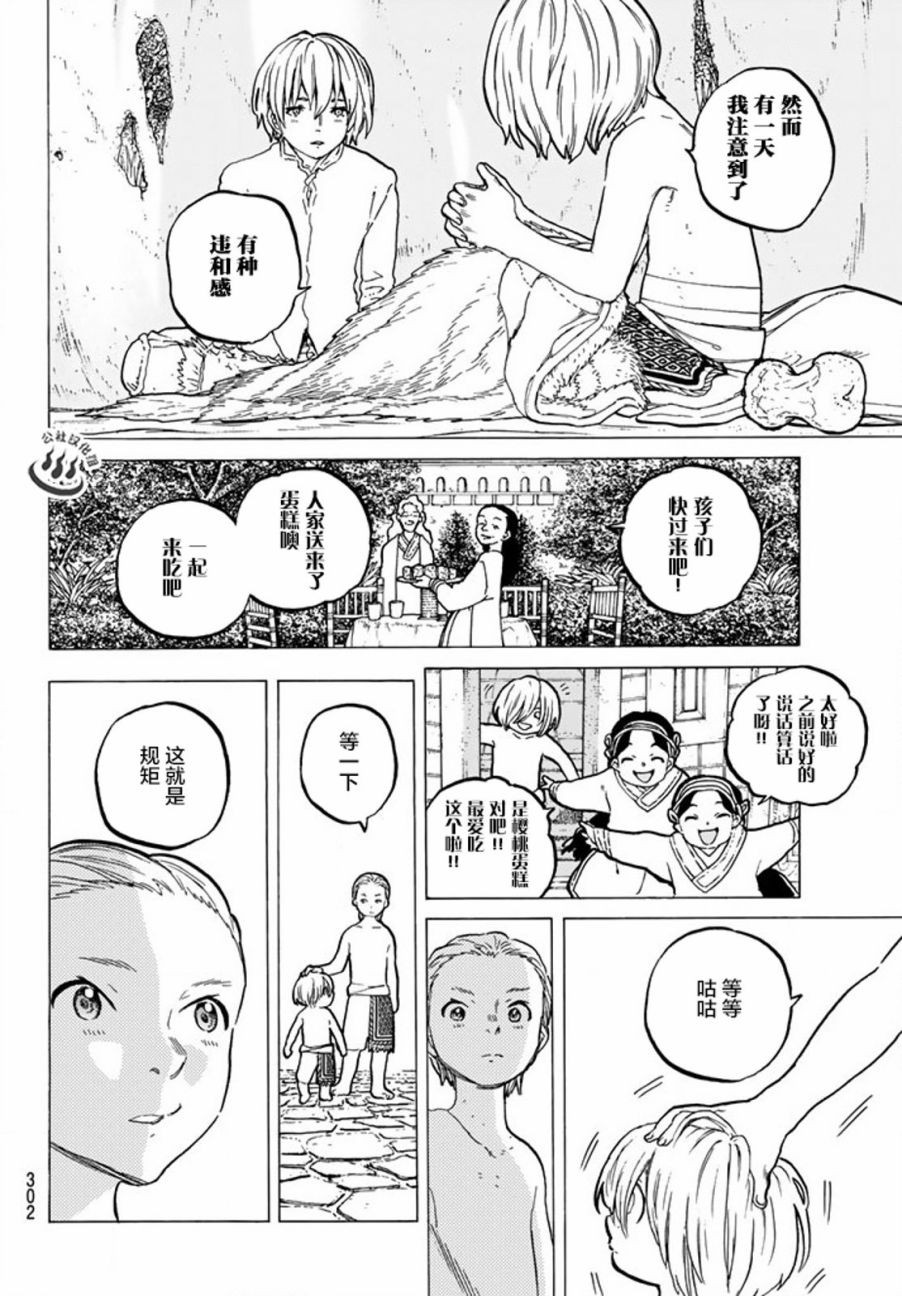 然而
有一天
我注意到了
有种
违和感
公社汉化组
孩子们
快过来吧！
人家送来了
蛋糕噢
一起
来吃吧
太好啦
之前说好的
说话算话
了呀!!
是樱桃蛋糕
对吧!!
最爱吃
这个啦!!
等一下
这就是
规矩
等等
咕咕
302